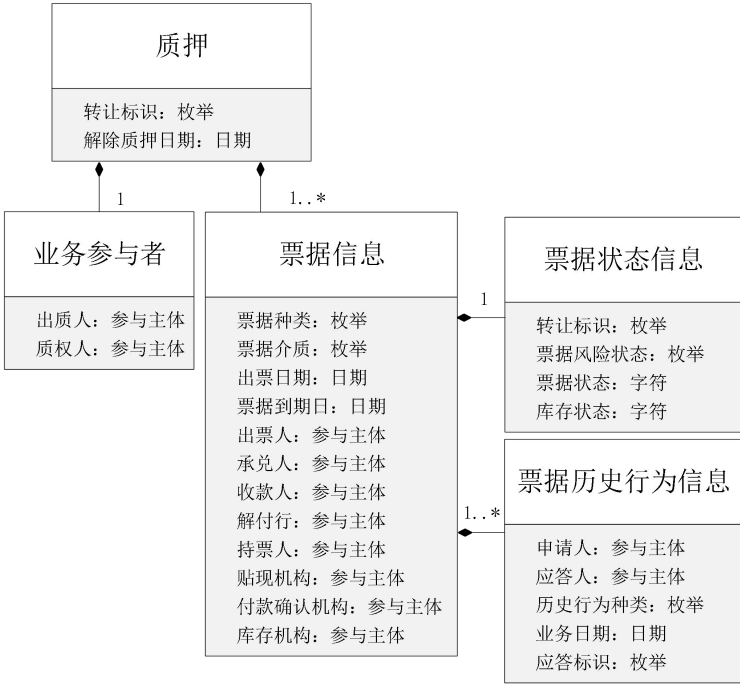 质押
转让标识：枚举
解除质押日期：日期
1
1..*
业务参与者
出质人：参与主体
质权人：参与主体
票据信息
票据种类：枚举
票据介质：枚举
出票日期：日期
票据到期日：日期
出票人：参与主体
承兑人：参与主体
收款人：参与主体
解付行：参与主体
持票人：参与主体
贴现机构：参与主体
付款确认机构：参与主体
库存机构：参与主体
1
票据状态信息
转让标识：枚举
票据风险状态：枚举
票据状态：字符
库存状态：字符
1..*
票据历史行为信息
申请人：参与主体
应答人：参与主体
历史行为种类：枚举
业务日期：日期
应答标识：枚举